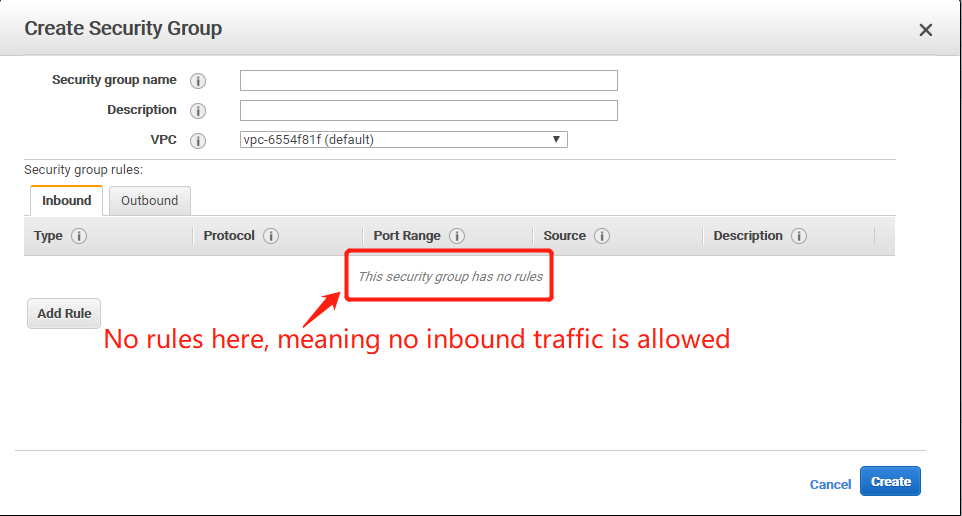 Create Security Group
Security group name
Description
VPC vpc-6554f81f (default)
Security group rules:
Inbound Outbound
Type Protocol Port Range Source Description
This security group has no rules
Add Rule
No rules here, meaning no inbound traffic is allowed
Cancel Create